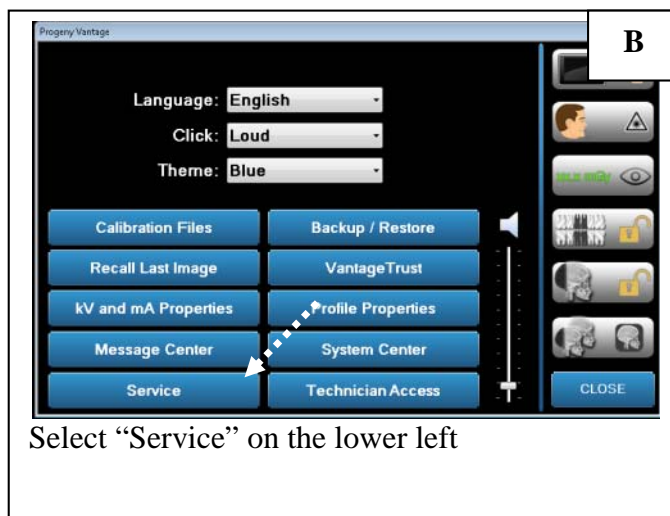 B
Progeny Vantage
Language: English
Click: Loud
Theme: Blue
Calibration Files Backup / Restore
Recall Last Image VantageTrust
kV and mA Properties Profile Properties
Message Center System Center
Service Technician Access
CLOSE
Select “Service” on the lower left